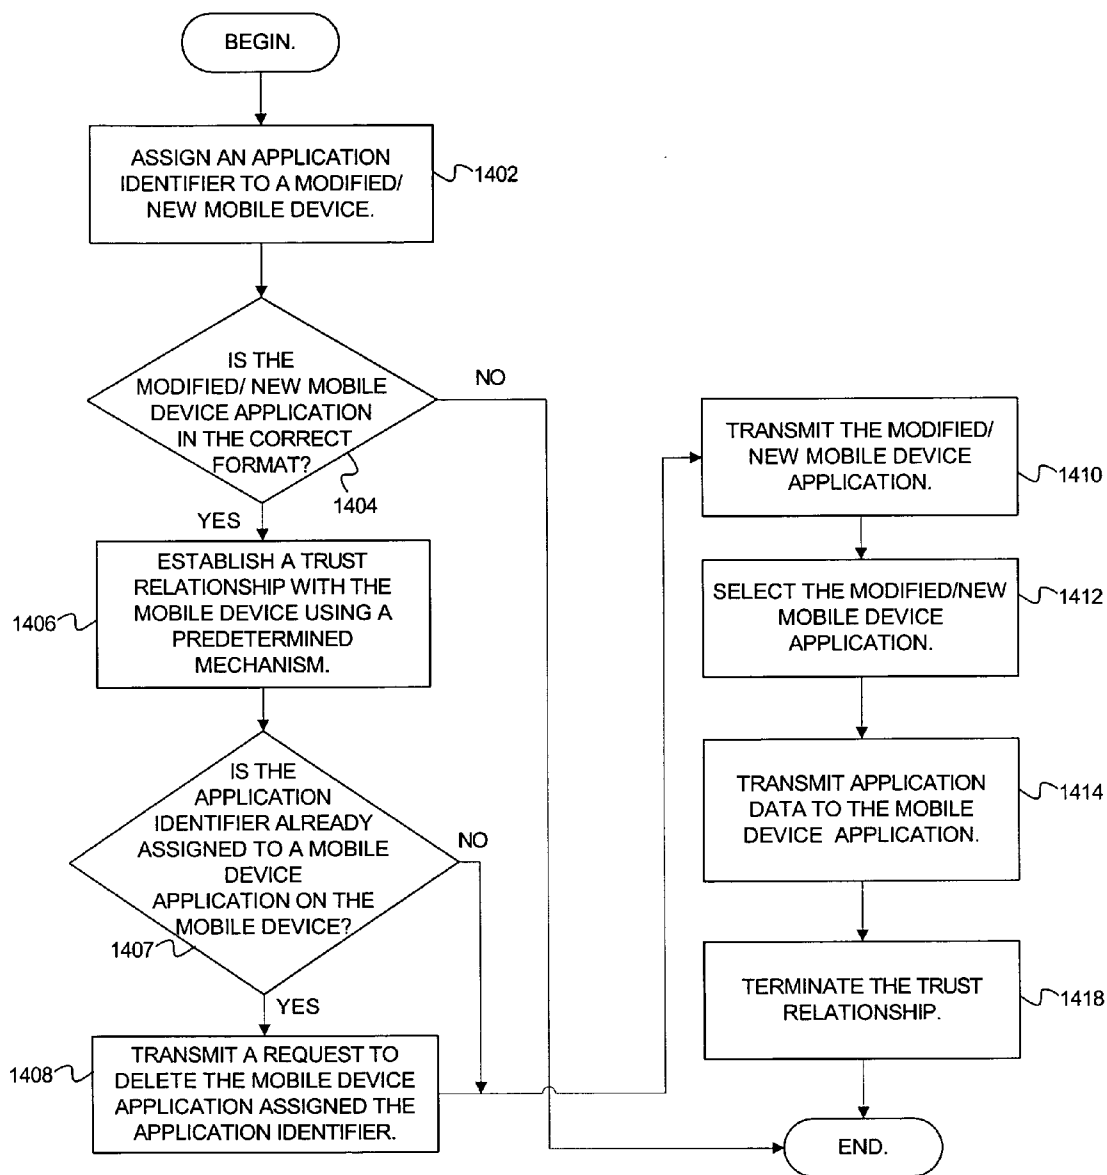 BEGIN.
ASSIGN AN APPLICATION
IDENTIFIER TO A MODIFIED/
NEW MOBILE DEVICE.
1402
IS THE
MODIFIED/ NEW MOBILE
DEVICE APPLICATION
IN THE CORRECT
FORMAT?
NO
1404
YES
ESTABLISH A TRUST
RELATIONSHIP WITH THE
MOBILE DEVICE USING A
PREDETERMINED
MECHANISM.
1406
IS THE
APPLICATION
IDENTIFIER ALREADY
ASSIGNED TO A MOBILE
DEVICE
APPLICATION ON THE
MOBILE DEVICE?
NO
1407
YES
TRANSMIT A REQUEST TO
DELETE THE MOBILE DEVICE
APPLICATION ASSIGNED THE
APPLICATION IDENTIFIER.
1408
TRANSMIT THE MODIFIED/
NEW MOBILE DEVICE
APPLICATION.
1410
SELECT THE MODIFIED/NEW
MOBILE DEVICE
APPLICATION.
1412
TRANSMIT APPLICATION
DATA TO THE MOBILE
DEVICE APPLICATION.
1414
TERMINATE THE TRUST
RELATIONSHIP.
1418
END.